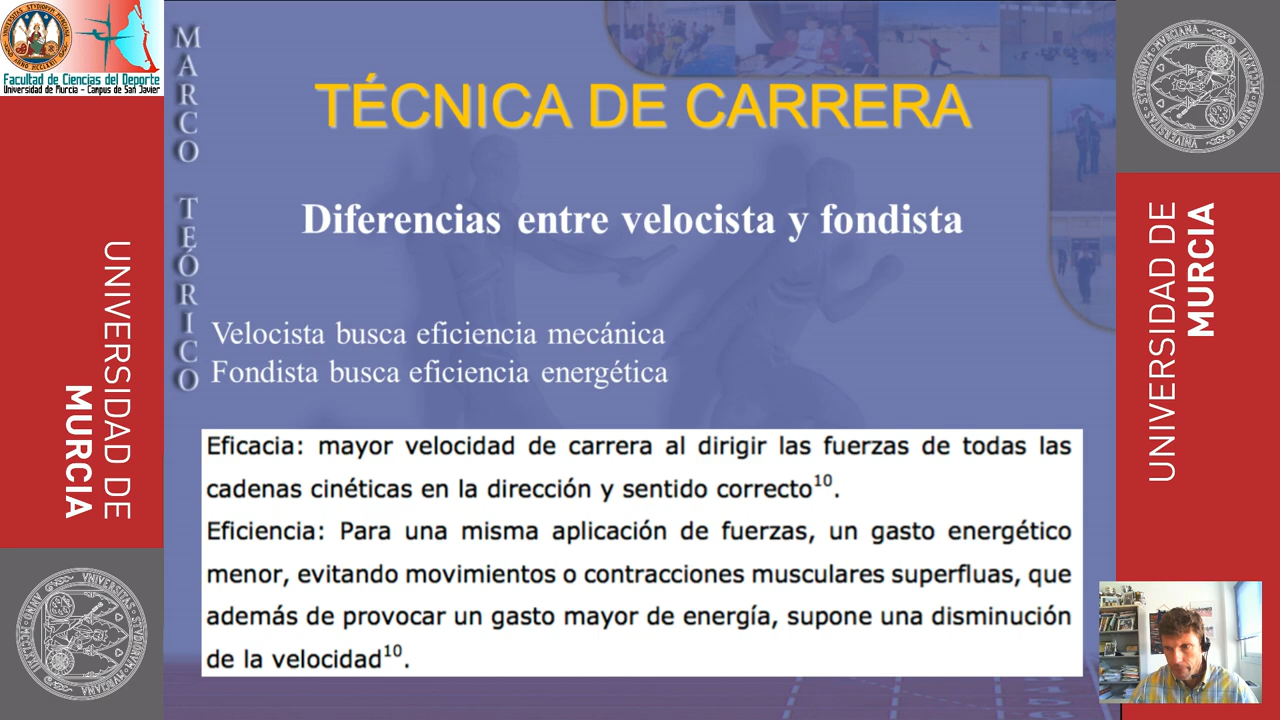 Facultad de Ciencias del Deporte
Universidad de Murcia - Campus de San Javier
UNIVERSIDAD DE
MURCIA
MARCO TEÓRICO
TÉCNICA DE CARRERA
Diferencias entre velocista y fondista
Velocista busca eficiencia mecánica
Fondista busca eficiencia energética
Eficacia: mayor velocidad de carrera al dirigir las fuerzas de todas las
cadenas cinéticas en la dirección y sentido correcto10.
Eficiencia: Para una misma aplicación de fuerzas, un gasto energético
menor, evitando movimientos o contracciones musculares superfluas, que
además de provocar un gasto mayor de energía, supone una disminución
de la velocidad10.
UNIVERSIDAD DE
MURCIA